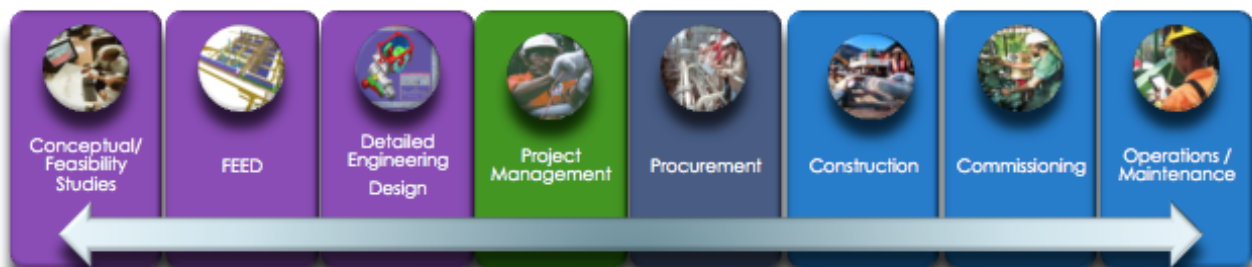 Conceptual/
Feasibility
Studies
FEED
Detailed
Engineering
Design
Project
Management
Procurement
Construction
Commissioning
Operations /
Maintenance